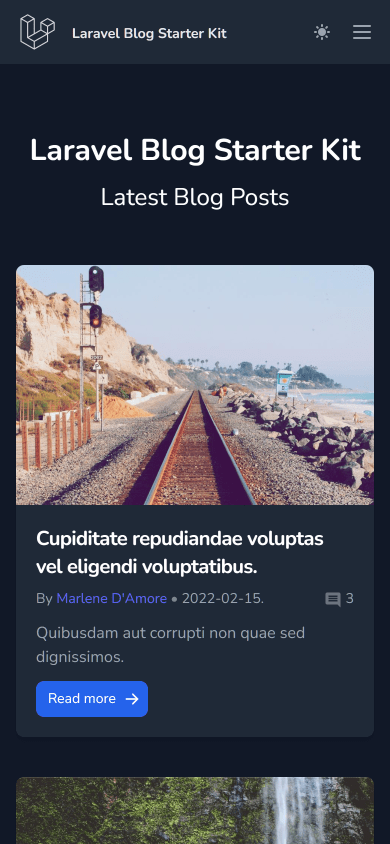 Laravel Blog Starter Kit
Laravel Blog Starter Kit
Latest Blog Posts
Cupiditate repudiandae voluptas
vel eligendi voluptatibus.
By Marlene D'Amore • 2022-02-15.
3
Quibusdam aut corrupti non quae sed
dignissimos.
Read more